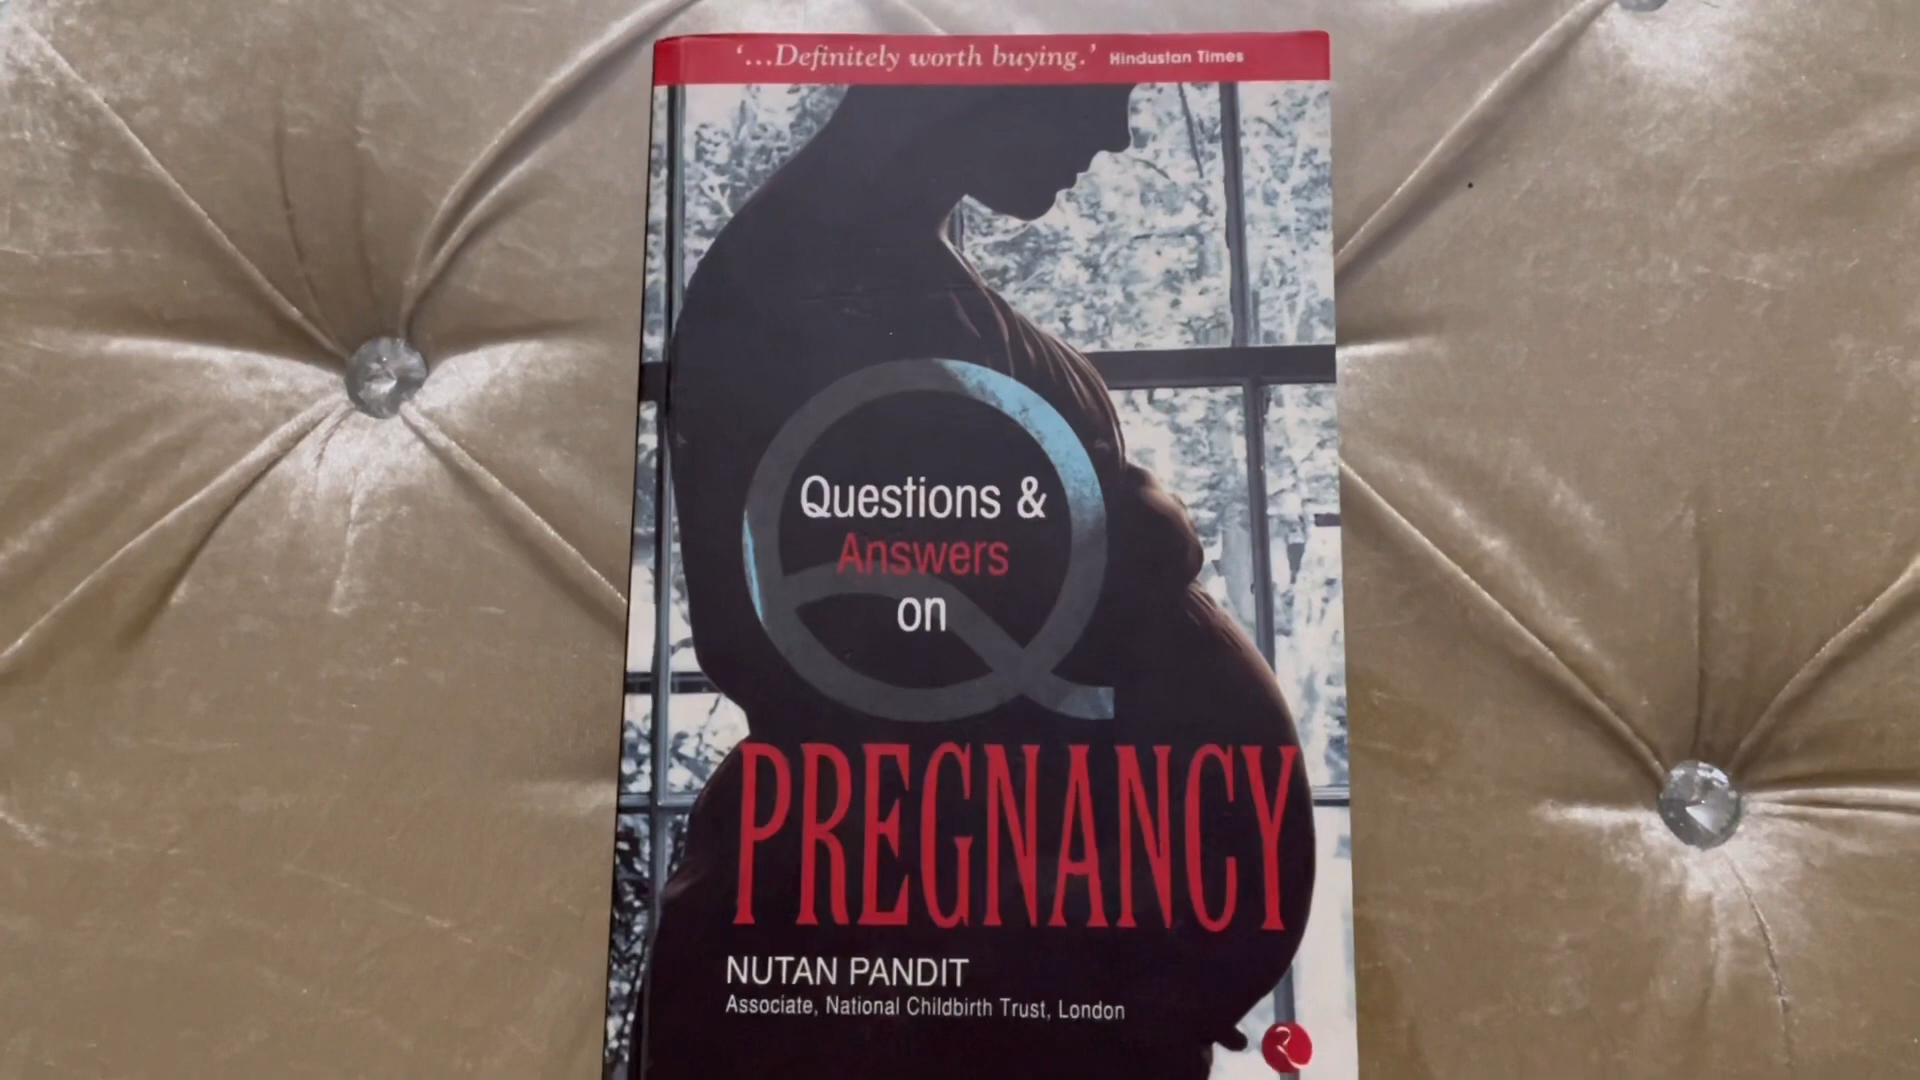 ‘...Definitely worth buying.’ Hindustan Times
Questions &
Answers
on
PREGNANCY
NUTAN PANDIT
Associate, National Childbirth Trust, London